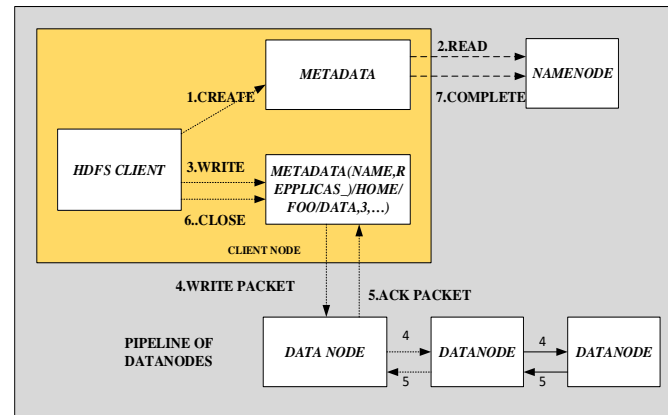 2.READ
METADATA
NAMENODE
1.CREATE
7.COMPLETE
HDFS CLIENT
3.WRITE
METADATA(NAME,R
EPPLICAS_)/HOME/
FOO/DATA,3,...)
6..CLOSE
CLIENT NODE
4.WRITE PACKET
5.ACK PACKET
PIPELINE OF
DATANODES
DATA NODE
4
5
DATANODE
4
5
DATANODE